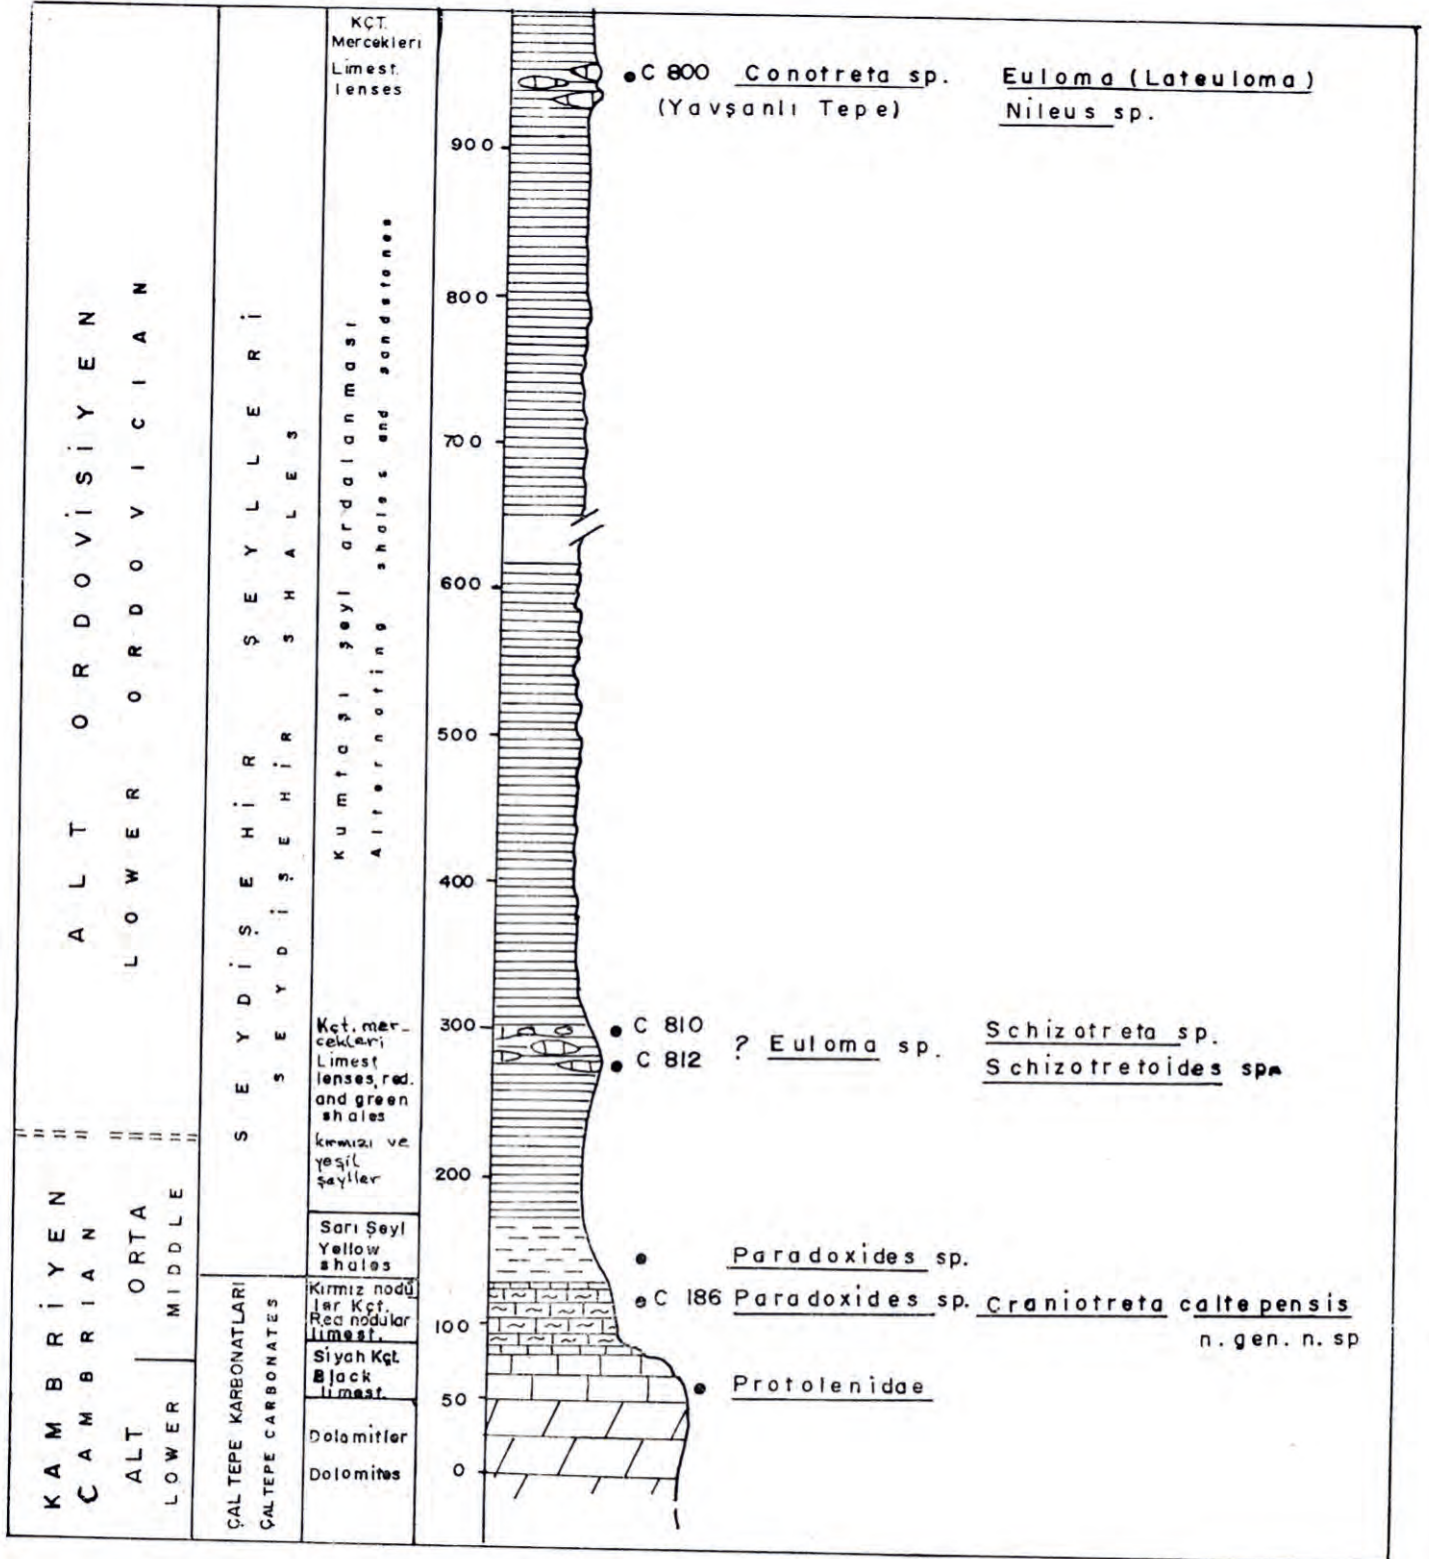 ALT ORDOVİSİYEN
LOWER ORDOVICIAN
KAMBRİYEN
CAMBRIAN
ORTA
MIDDLE
ALT
LOWER
SEYDİŞEHİR ŞEYLLERİ
SEYDİŞEHİR SHALES
ÇALTEPE KARBONATLARI
ÇALTEPE CARBONATES
KÇT.
Mercekleri
Limest.
lenses
Kumtaşı şeyl ardalanması
Alternating shales and sandstones
Kçt. mer-
cekleri
Limest
lenses, red.
and green
shales
kırmızı ve
yeşil
şeyller
Sarı Şeyl
Yellow
shales
Kırmız nodü
ler Kçt.
Red nodular
limest.
Siyah Kçt.
Black
limest.
Dolomitler
Dolomites
900
800
700
600
500
400
300
200
100
50
0
C 800 Conotreta sp. Euloma (Lateuloma)
(Yavşanlı Tepe) Nileus sp.
C 810 Schizotreta sp.
? Euloma sp.
C 812 Schizotretoides sp.
Paradoxides sp.
C 186 Paradoxides sp. Craniotreta caltepensis
n. gen. n. sp
Protolenidae